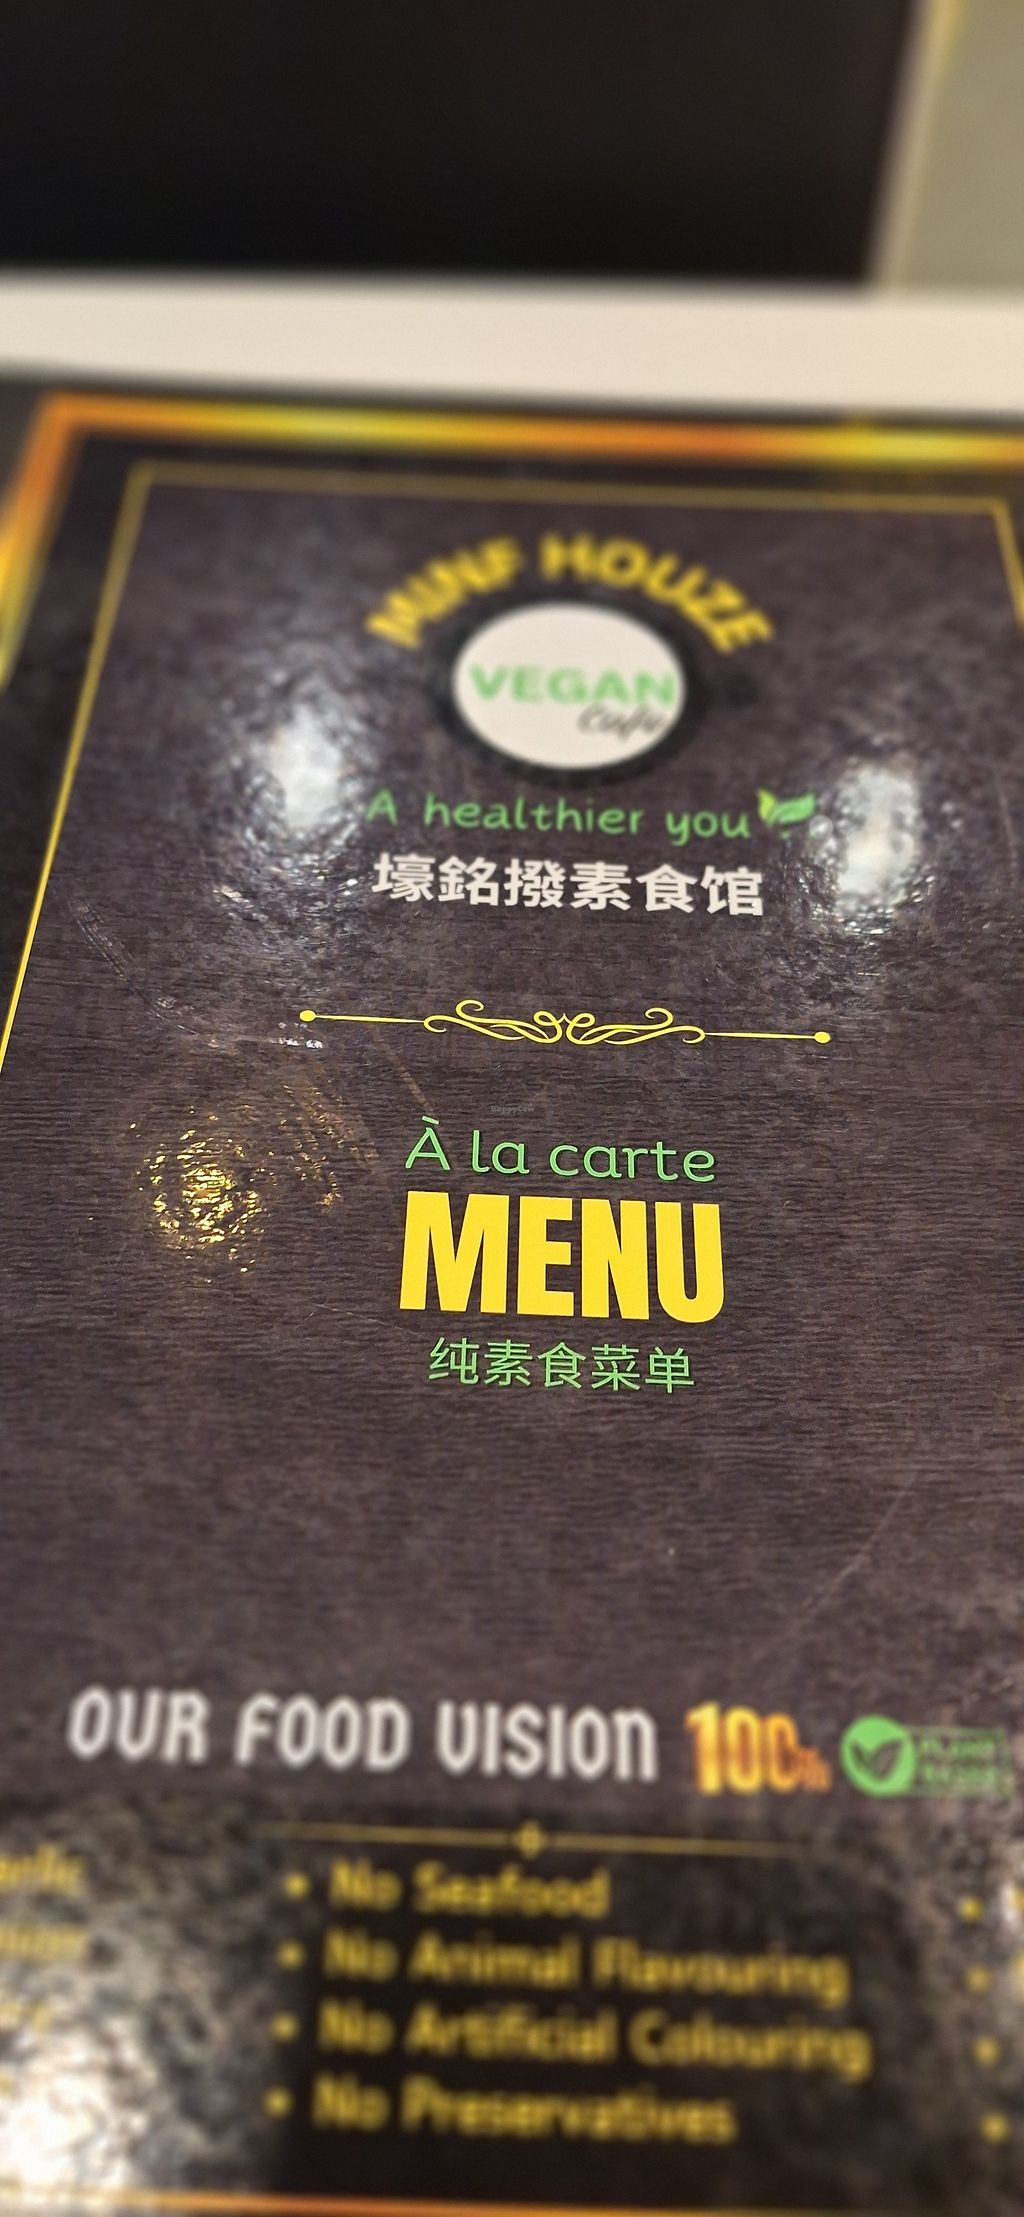 HOUZE
VEGAN
Cafe
A healthier you
壕銘撥素食馆
HappyCow
À la carte
MENU
纯素食菜单
OUR FOOD VISION 100%
• No Seafood
• No Animal Flavouring
• No Artificial Colouring
• No Preservatives